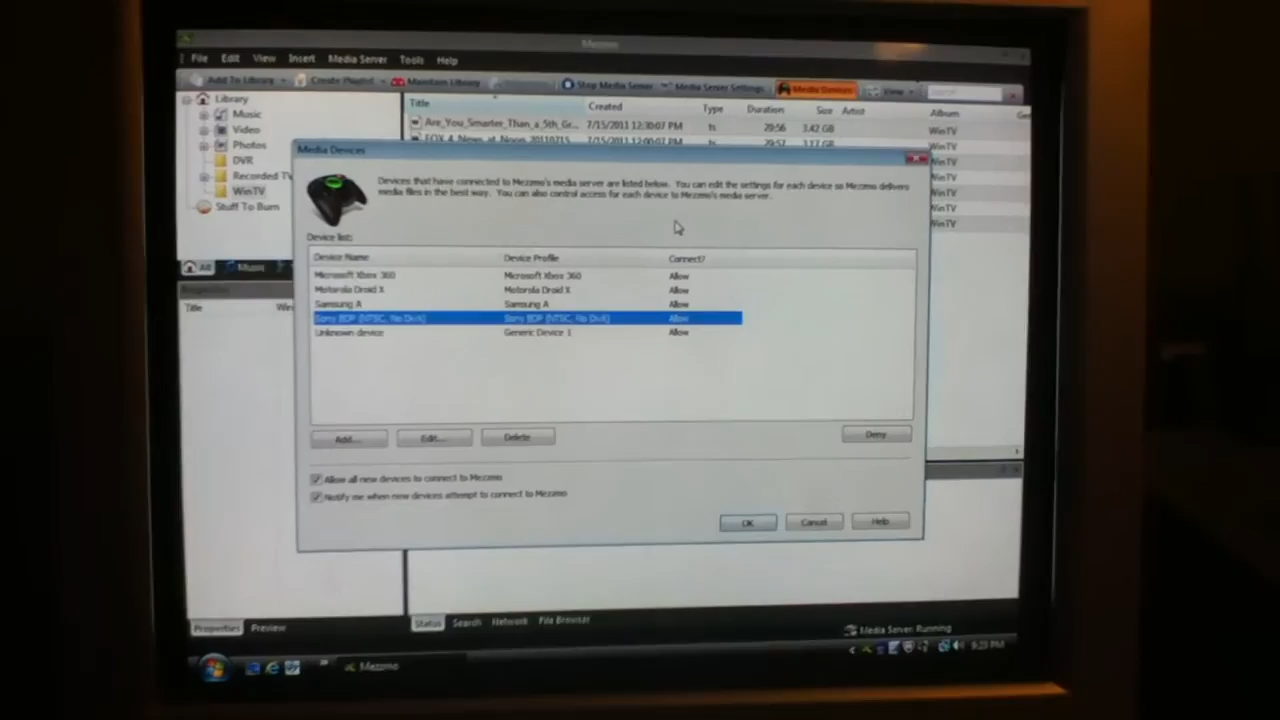 Mezzmo
File Edit View Insert Media Server Tools Help
Add To Library Create Playlist Maintain Library Stop Media Server Media Server Settings Media Devices View
Library
Music
Video
Photos
DVR
Recorded TV
WinTV
Stuff To Burn
Title Created Type Duration Size Artist Album
Are_You_Smarter_Than_a_5th_Gr... 7/15/2011 12:30:07 PM ts 29:56 3.42 GB WinTV
FOX_4_News_at_Noon_20110715... 7/15/2011 12:00:07 PM ts 29:57 3.17 GB WinTV
WinTV
WinTV
WinTV
WinTV
WinTV
All Music
Properties
Title
Media Devices
Devices that have connected to Mezzmo's media server are listed below. You can edit the settings for each device so Mezzmo delivers
media files in the best way. You can also control access for each device to Mezzmo's media server.
Device list:
Device Name Device Profile Connect?
Microsoft Xbox 360 Microsoft Xbox 360 Allow
Motorola Droid X Motorola Droid X Allow
Samsung A Samsung A Allow
Sony BDP (NTSC, No DivX) Sony BDP (NTSC, No DivX) Allow
Unknown device Generic Device 1 Allow
Add... Edit... Delete Deny
Allow all new devices to connect to Mezzmo
Notify me when new devices attempt to connect to Mezzmo
OK Cancel Help
Properties Preview
Status Search Network File Browser
Media Server: Running
Mezzmo
9:25 PM